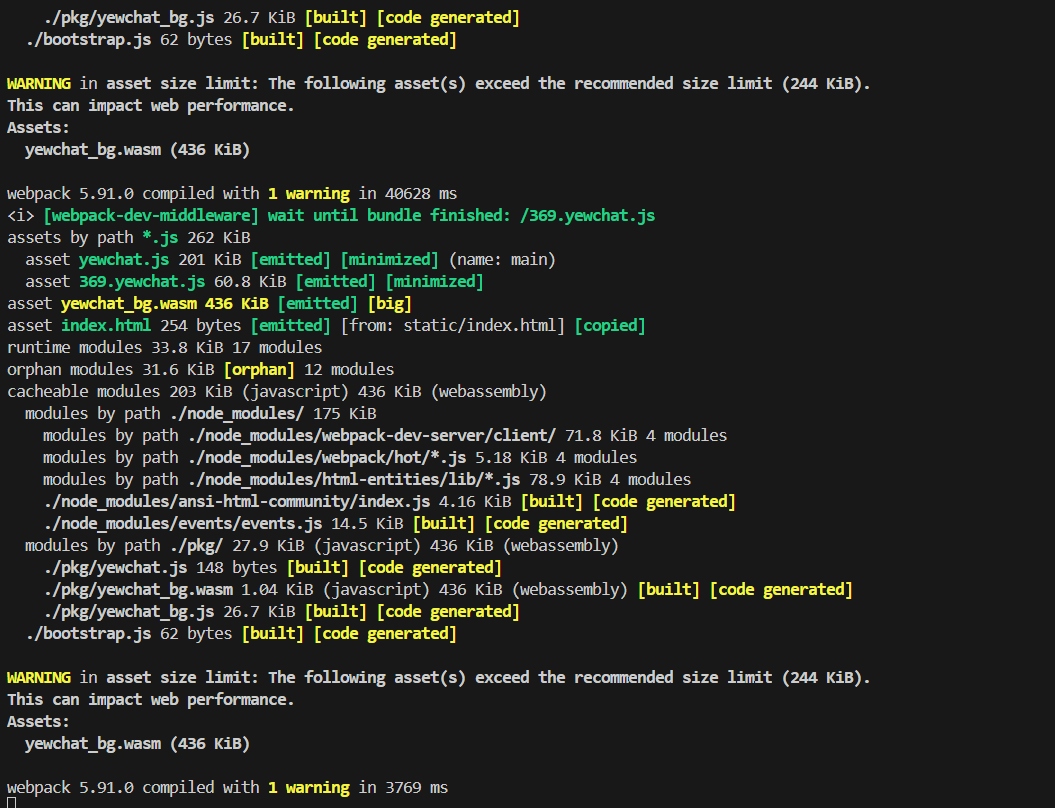 ./pkg/yewchat_bg.js 26.7 KiB [built] [code generated]
./bootstrap.js 62 bytes [built] [code generated]
WARNING in asset size limit: The following asset(s) exceed the recommended size limit (244 KiB).
This can impact web performance.
Assets:
yewchat_bg.wasm (436 KiB)
webpack 5.91.0 compiled with 1 warning in 40628 ms
<i> [webpack-dev-middleware] wait until bundle finished: /369.yewchat.js
assets by path *.js 262 KiB
asset yewchat.js 201 KiB [emitted] [minimized] (name: main)
asset 369.yewchat.js 60.8 KiB [emitted] [minimized]
asset yewchat_bg.wasm 436 KiB [emitted] [big]
asset index.html 254 bytes [emitted] [from: static/index.html] [copied]
runtime modules 33.8 KiB 17 modules
orphan modules 31.6 KiB [orphan] 12 modules
cacheable modules 203 KiB (javascript) 436 KiB (webassembly)
modules by path ./node_modules/ 175 KiB
modules by path ./node_modules/webpack-dev-server/client/ 71.8 KiB 4 modules
modules by path ./node_modules/webpack/hot/*.js 5.18 KiB 4 modules
modules by path ./node_modules/html-entities/lib/*.js 78.9 KiB 4 modules
./node_modules/ansi-html-community/index.js 4.16 KiB [built] [code generated]
./node_modules/events/events.js 14.5 KiB [built] [code generated]
modules by path ./pkg/ 27.9 KiB (javascript) 436 KiB (webassembly)
./pkg/yewchat.js 148 bytes [built] [code generated]
./pkg/yewchat_bg.wasm 1.04 KiB (javascript) 436 KiB (webassembly) [built] [code generated]
./pkg/yewchat_bg.js 26.7 KiB [built] [code generated]
./bootstrap.js 62 bytes [built] [code generated]
WARNING in asset size limit: The following asset(s) exceed the recommended size limit (244 KiB).
This can impact web performance.
Assets:
yewchat_bg.wasm (436 KiB)
webpack 5.91.0 compiled with 1 warning in 3769 ms